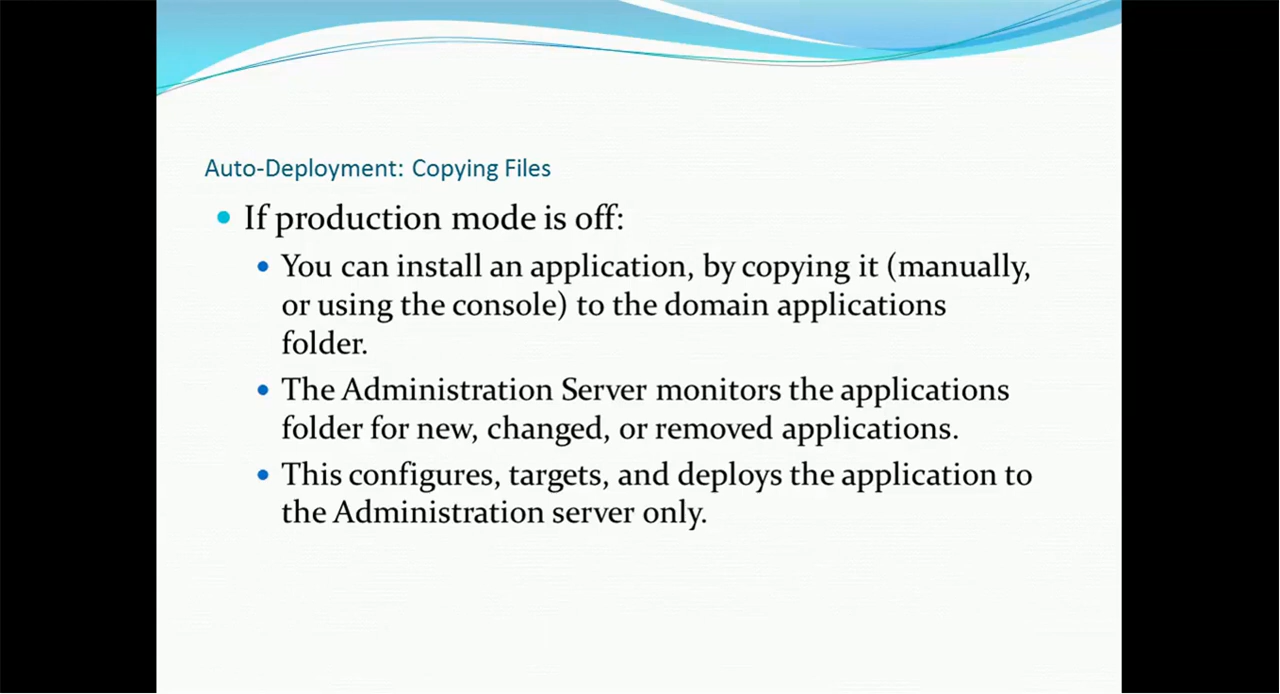 Auto-Deployment: Copying Files
If production mode is off:
You can install an application, by copying it (manually,
or using the console) to the domain applications
folder.
The Administration Server monitors the applications
folder for new, changed, or removed applications.
This configures, targets, and deploys the application to
the Administration server only.